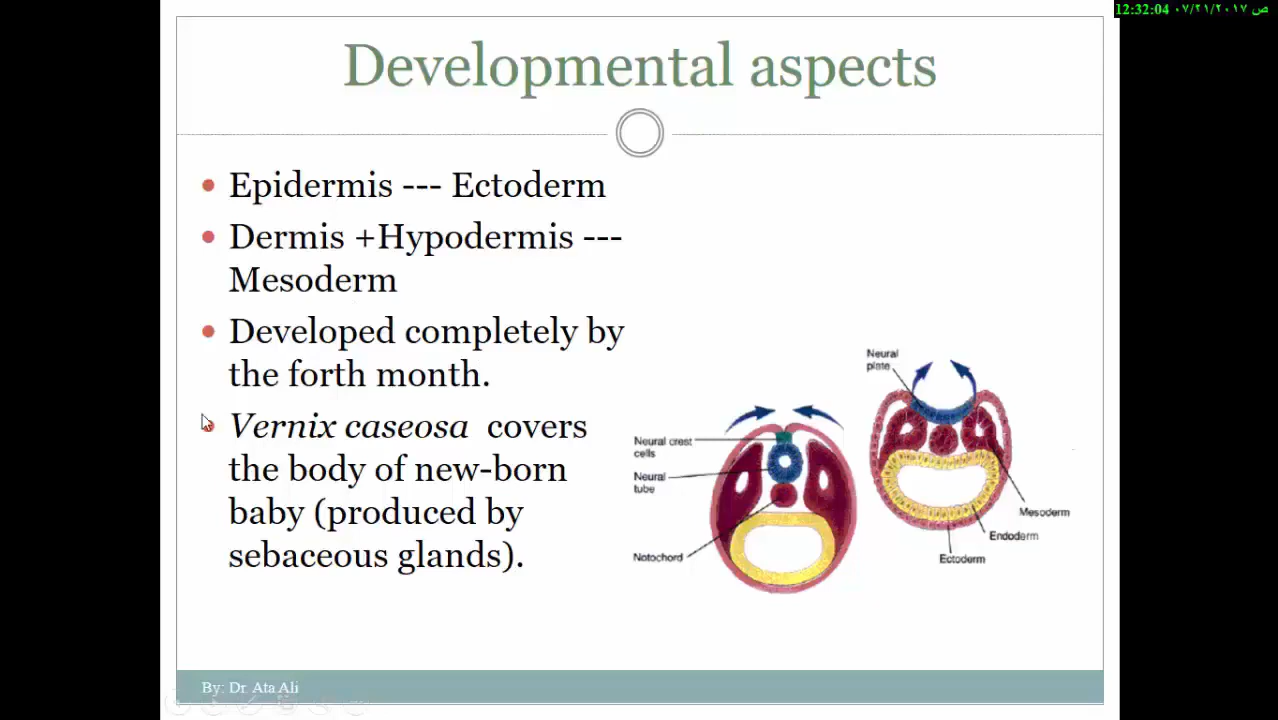 12:32:04 ٠٧/٢١/٢٠١٧ ص
Developmental aspects
Epidermis --- Ectoderm
Dermis +Hypodermis ---
Mesoderm
Developed completely by
the forth month.
Vernix caseosa covers
the body of new-born
baby (produced by
sebaceous glands).
Neural
plate
Neural crest
cells
Neural
tube
Notochord
Mesoderm
Endoderm
Ectoderm
By: Dr. Ata Ali